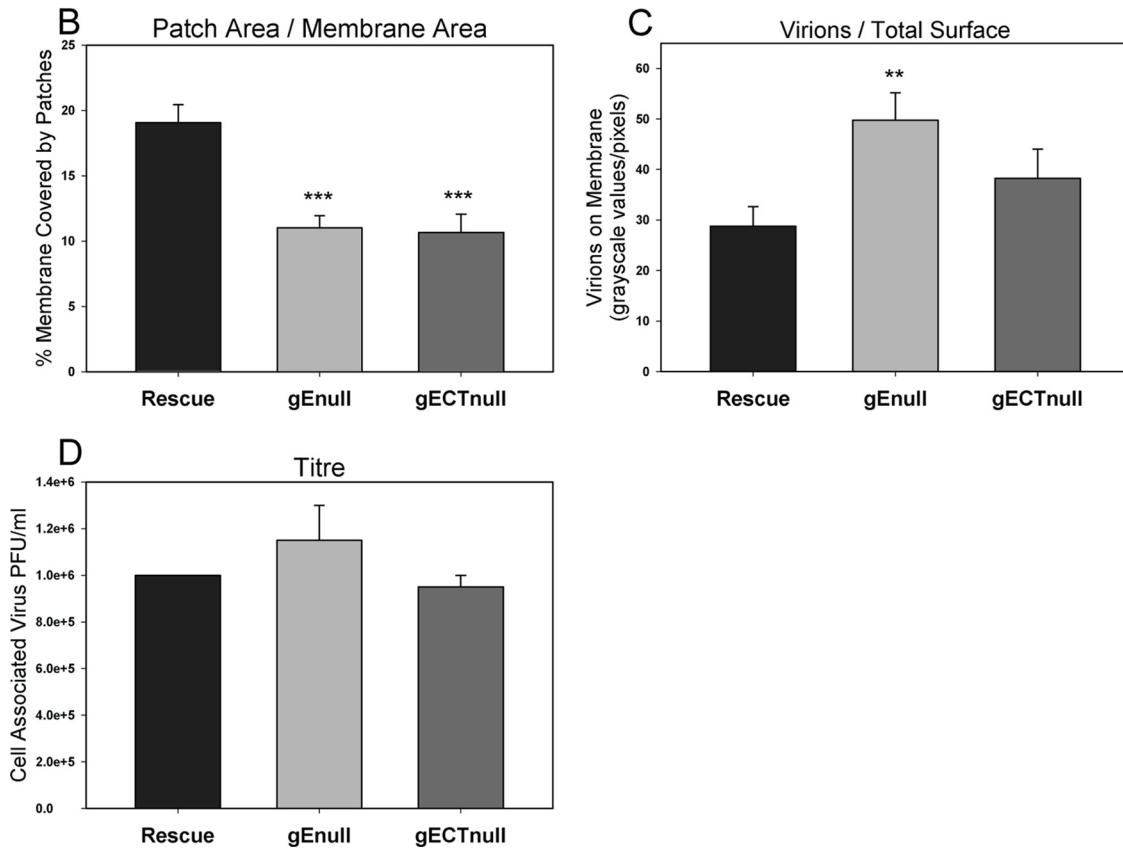 B
Patch Area / Membrane Area
% Membrane Covered by Patches
25
20
15
10
5
0
***
***
Rescue
gEnull
gECTnull
C
Virions / Total Surface
Virions on Membrane
(grayscale values/pixels)
60
50
40
30
20
10
0
**
Rescue
gEnull
gECTnull
D
Titre
Cell Associated Virus PFU/ml
1.4e+6
1.2e+6
1.0e+6
8.0e+5
6.0e+5
4.0e+5
2.0e+5
0.0
Rescue
gEnull
gECTnull